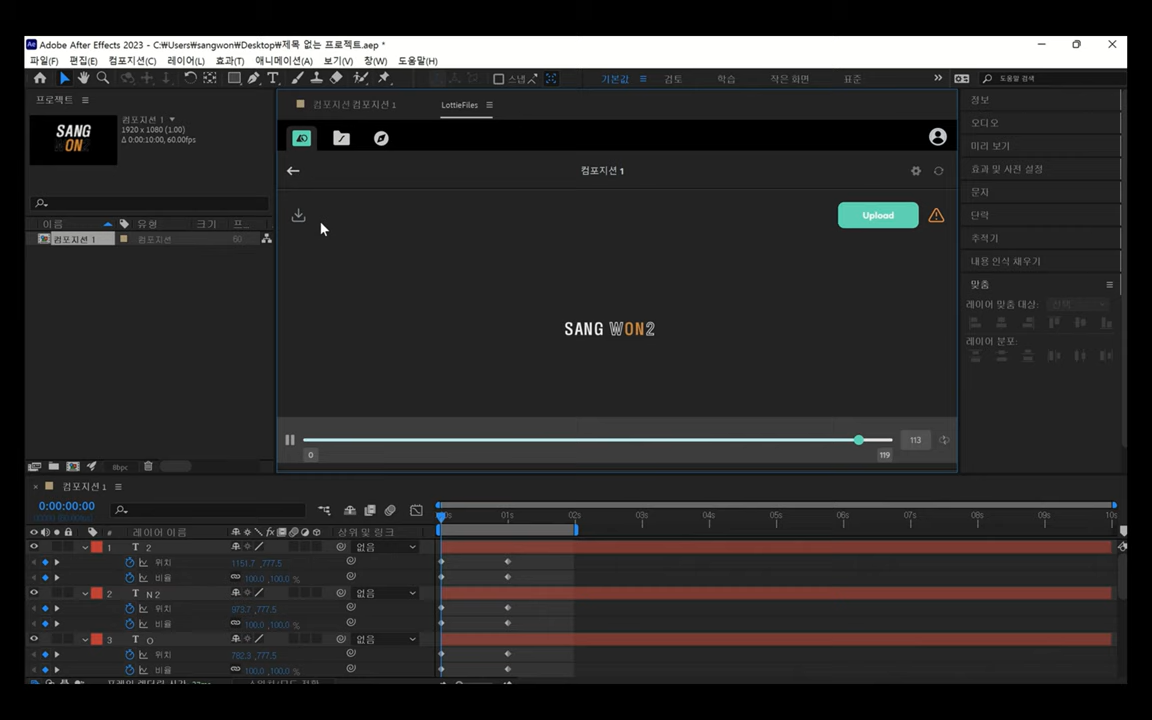 Adobe After Effects 2023 - C:₩Users₩sangwon₩Desktop₩제목 없는 프로젝트.aep *
파일(F) 편집(E) 컴포지션(C) 레이어(L) 효과(T) 애니메이션(A) 보기(V) 창(W) 도움말(H)
스냅 기본값 검토 학습 작은 화면 표준 도움말 검색
프로젝트
컴포지션 컴포지션 1
LottieFiles
정보
SANG
ON
컴포지션 1
1920 x 1080 (1.00)
Δ 0:00:10:00, 60.00fps
오디오
미리 보기
컴포지션 1
효과 및 사전 설정
문자
Upload
단락
이름 유형 크기 프...
컴포지션 1 컴포지션 60
추적기
내용 인식 채우기
맞춤
레이어 맞춤 대상:
SANG WON2
레이어 분포:
113
0
119
8bpc
컴포지션 1
0:00:00:00
01s 02s 03s 04s 05s 06s 07s 08s 09s 10s
# 레이어 이름 상위 및 링크
1 T 2 없음
위치 1151.7 ,777.5
비율 100.0 ,100.0 %
2 T N 2 없음
위치 973.7 ,777.5
비율 100.0 ,100.0 %
3 T O 없음
위치 782.3 ,777.5
비율 100.0 ,100.0 %